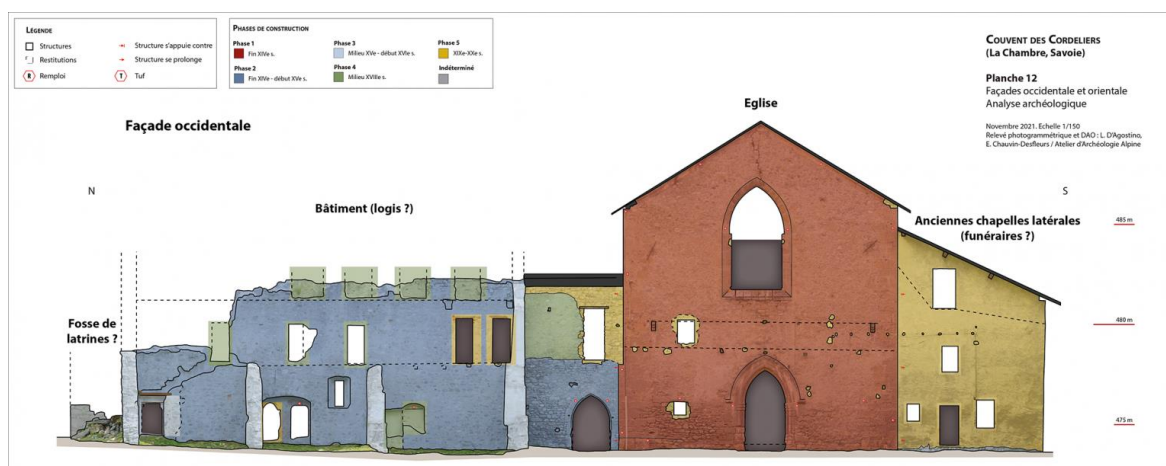 LÉGENDE
Structures
Restitutions
R Remploi
Structure s'appuie contre
Structure se prolonge
T Tuf
PHASES DE CONSTRUCTION
Phase 1
Fin XIVe s.
Phase 2
Fin XIVe s. - début XVe s.
Phase 3
Milieu XVe - début XVIe s.
Phase 4
Milieu XVIIIe s.
Phase 5
XIXe-XXe s.
Indéterminé
COUVENT DES CORDELIERS
(LA CHAMBRE, SAVOIE)
Planche 12
Façades occidentale et orientale
Analyse archéologique
Novembre 2021. Echelle 1/150
Relevé photogrammétrique et DAO : L. D'Agostino,
E. Chauvin-Desfleurs / Atelier d'Archéologie Alpine
Façade occidentale
Eglise
N
S
Bâtiment (logis ?)
Anciennes chapelles latérales
(funéraires ?)
485 m
Fosse de
latrines ?
480 m
475 m